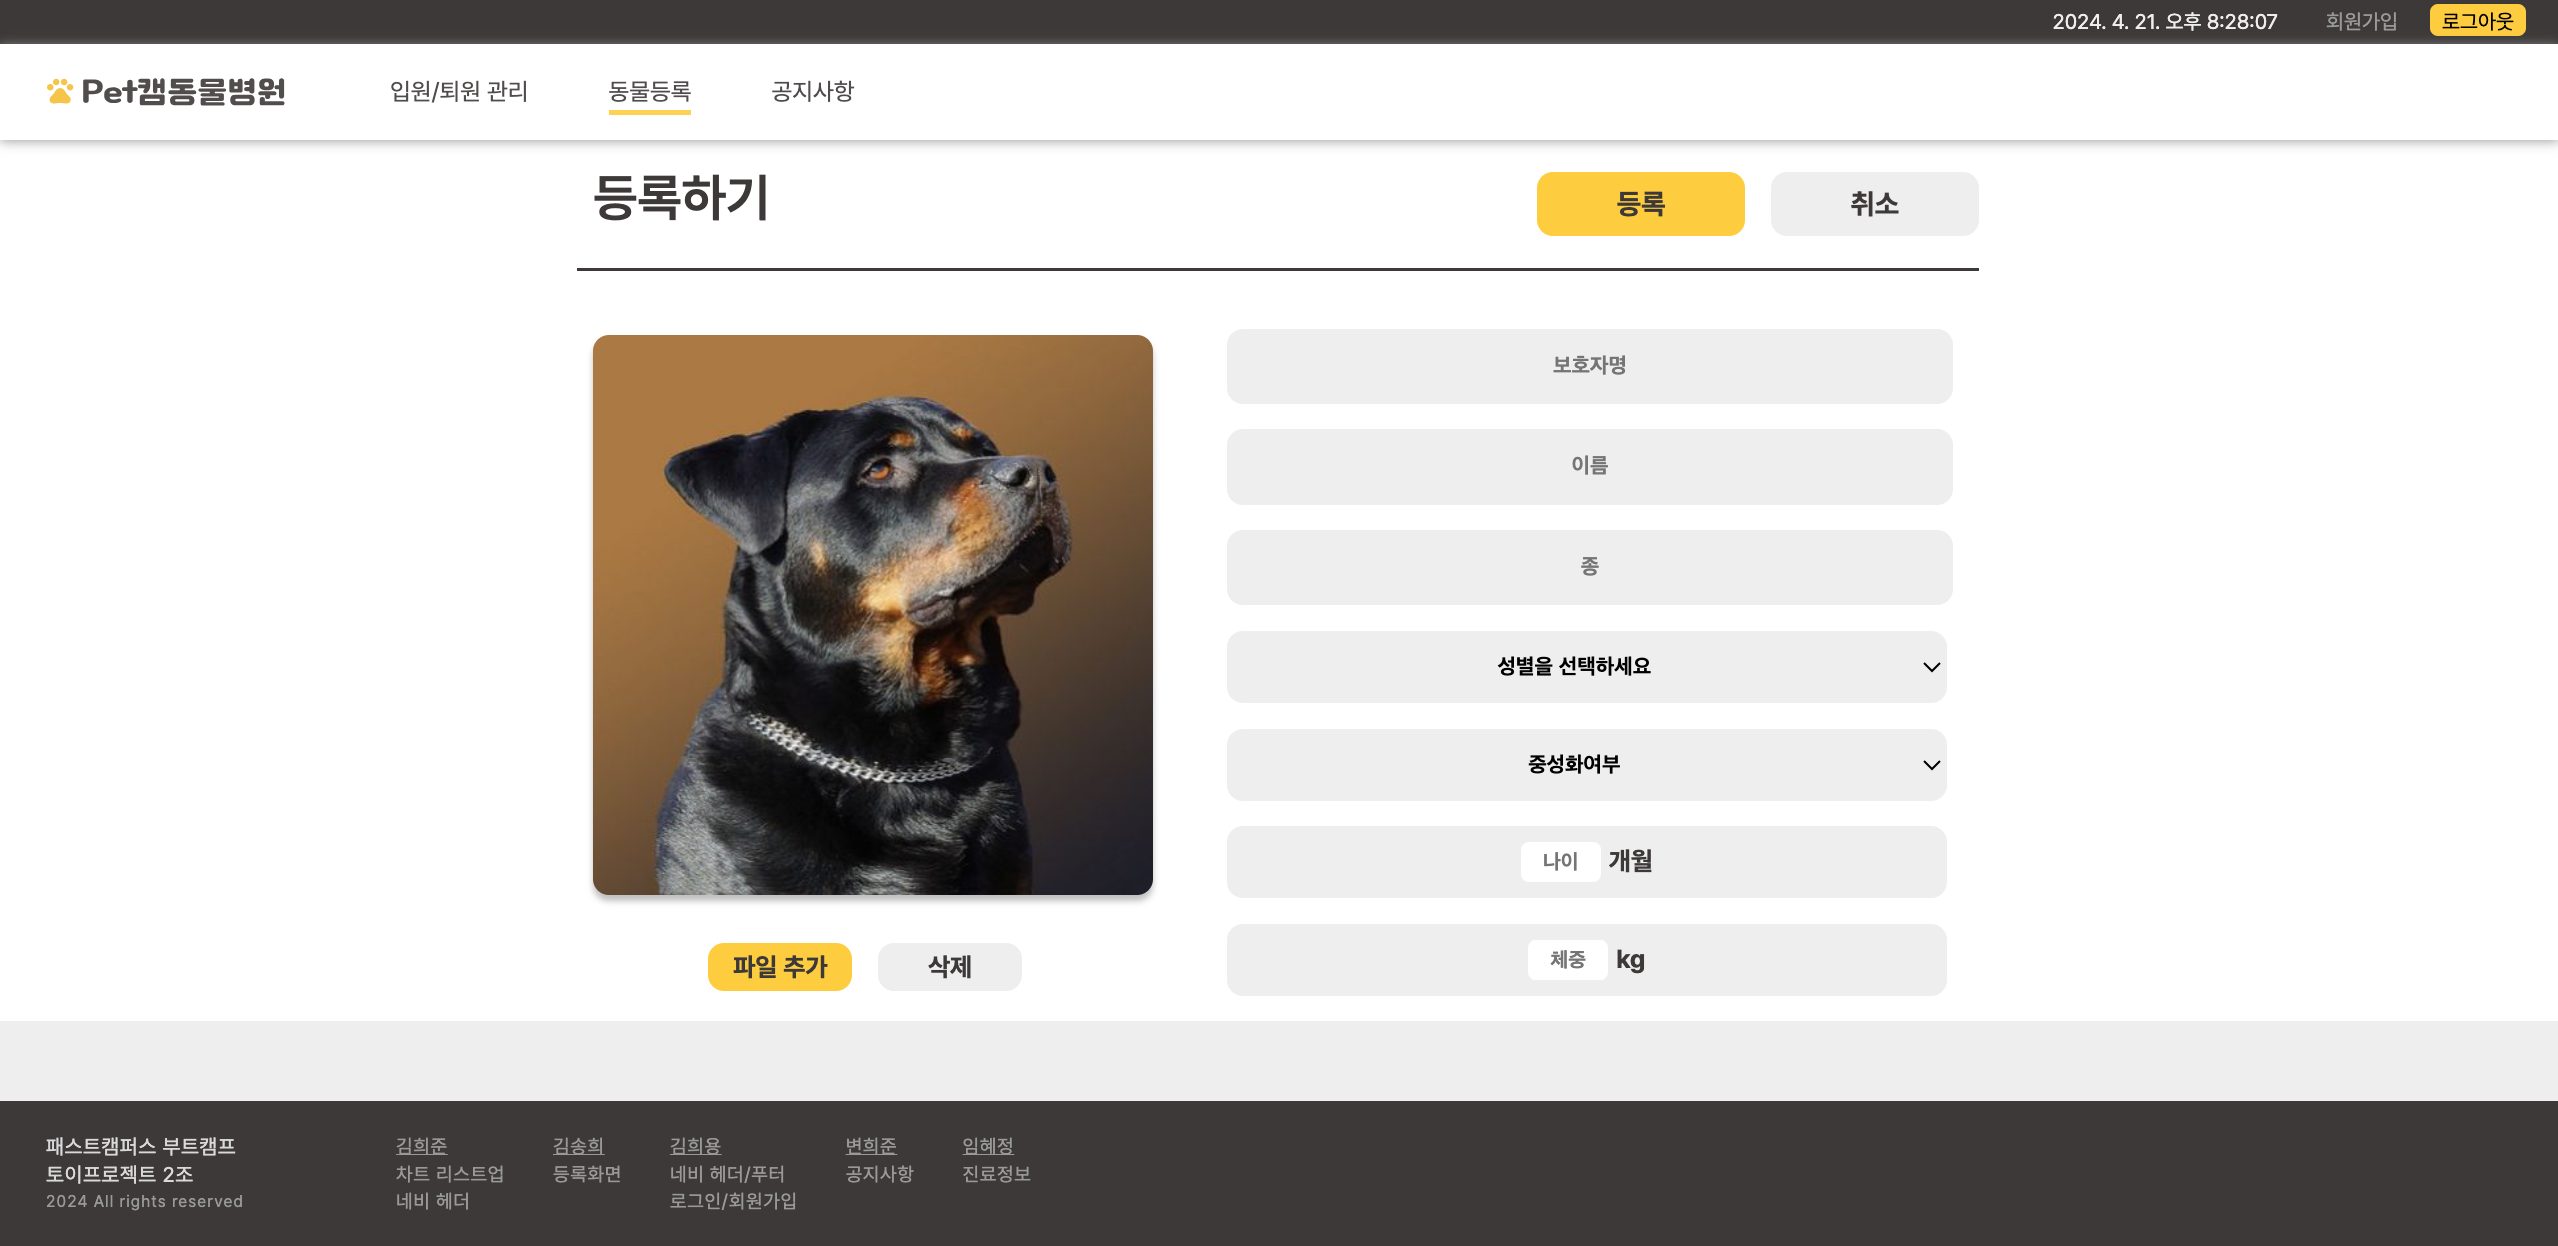 2024. 4. 21. 오후 8:28:07 회원가입 로그아웃
Pet캠동물병원 입원/퇴원 관리 동물등록 공지사항
등록하기 등록 취소
보호자명
이름
종
성별을 선택하세요
중성화여부
나이 개월
체중 kg
파일 추가 삭제
패스트캠퍼스 부트캠프
토이프로젝트 2조
2024 All rights reserved
김희준
차트 리스트업
네비 헤더
김송희
등록화면
김희용
네비 헤더/푸터
로그인/회원가입
변희준
공지사항
임혜정
진료정보